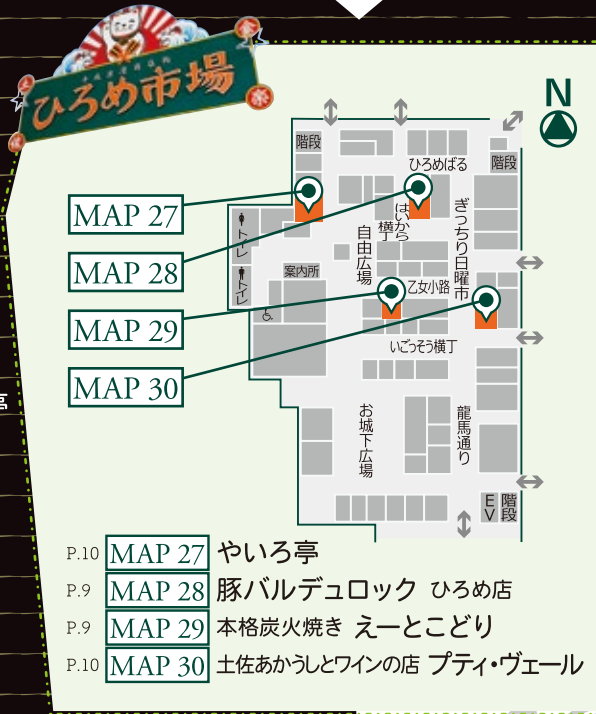 ひろめ市場
N
階段
ひろめばる
階段
MAP 27
はいから横丁
ぎっちり日曜市
トイレ
自由広場
MAP 28
案内所
トイレ
乙女小路
MAP 29
いごっそう横丁
MAP 30
お城下広場
龍馬通り
EV
階段
P.10 MAP 27 やいろ亭
P.9 MAP 28 豚バルデュロック ひろめ店
P.9 MAP 29 本格炭火焼き えーとこどり
P.10 MAP 30 土佐あかうしとワインの店 プティ・ヴェール